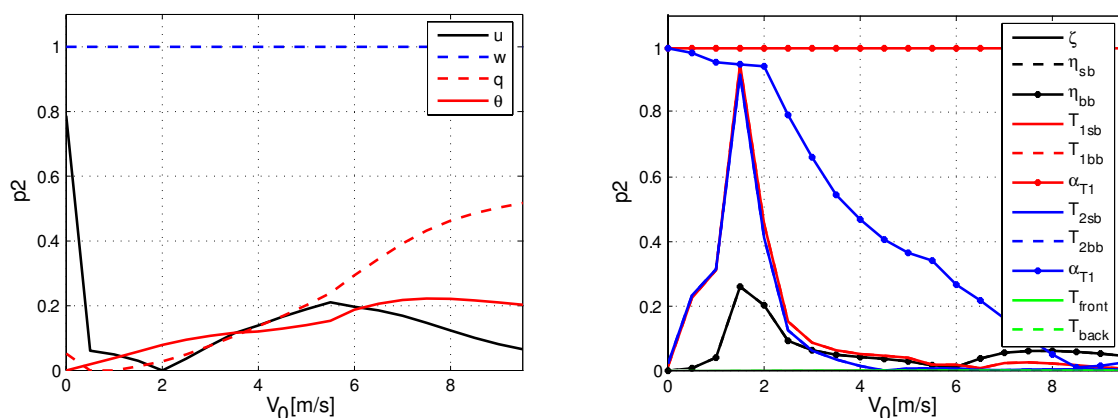 1
0.8
0.6
0.4
0.2
0
p2
0 2 4 6 8
V0[m/s]
u
w
q
θ
1
0.8
0.6
0.4
0.2
0
p2
0 2 4 6 8
V0[m/s]
ζ
ηsb
ηbb
T1sb
T1bb
αT1
T2sb
T2bb
αT1
Tfront
Tback